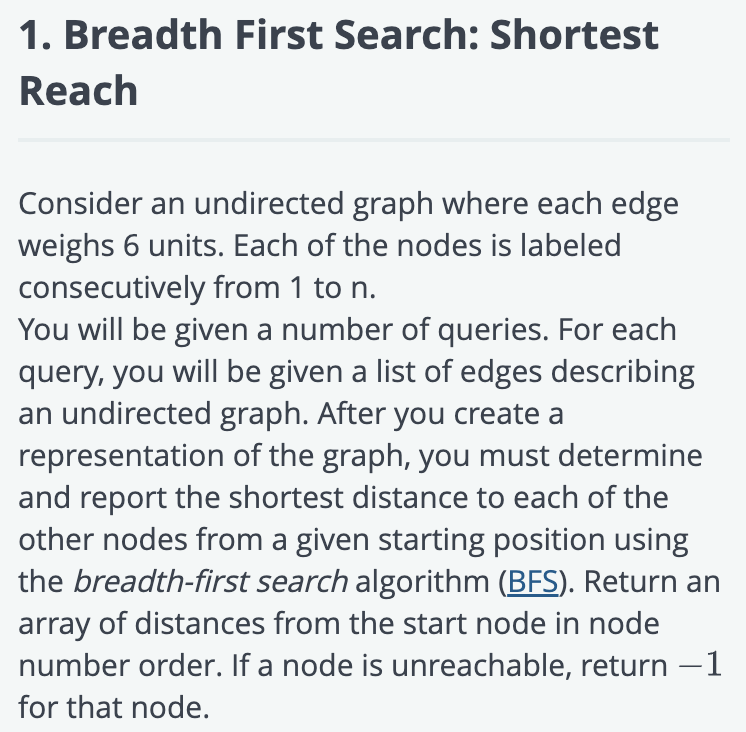 1. Breadth First Search: Shortest
Reach
Consider an undirected graph where each edge
weighs 6 units. Each of the nodes is labeled
consecutively from 1 to n.
You will be given a number of queries. For each
query, you will be given a list of edges describing
an undirected graph. After you create a
representation of the graph, you must determine
and report the shortest distance to each of the
other nodes from a given starting position using
the breadth-first search algorithm (BFS). Return an
array of distances from the start node in node
number order. If a node is unreachable, return −1
for that node.